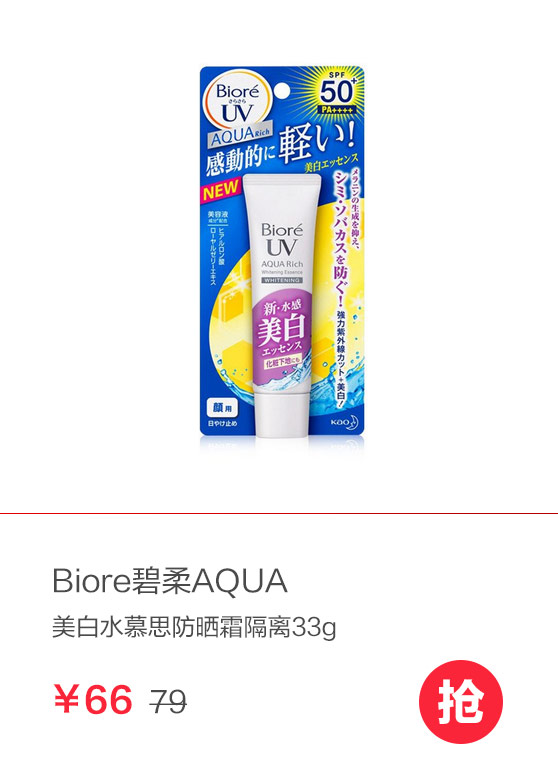 Bioré
さらさら
UV
AQUA Rich
SPF
50+
PA++++
感動的に軽い!
美白エッセンス
NEW
美容液
成分*配合
ヒアルロン酸
ローヤルゼリーエキス
メラニンの生成を抑え、
シミ・ソバカスを防ぐ!
強力紫外線カット+美白!
Bioré
UV
AQUA Rich
Whitening Essence
WHITENING
新・水感
美白
エッセンス
化粧下地にも
顔用
日やけ止め
Kao
Biore碧柔AQUA
美白水慕思防晒霜隔离33g
¥66 79
抢